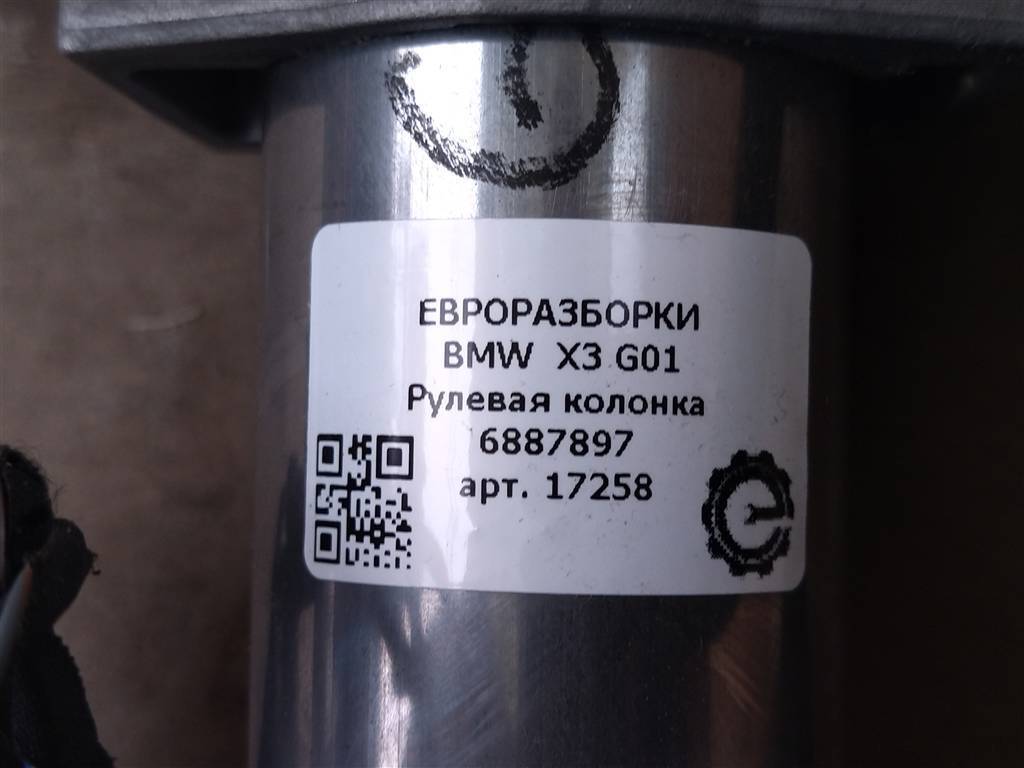 ЕВРОРАЗБОРКИ
BMW X3 G01
Рулевая колонка
6887897
арт. 17258